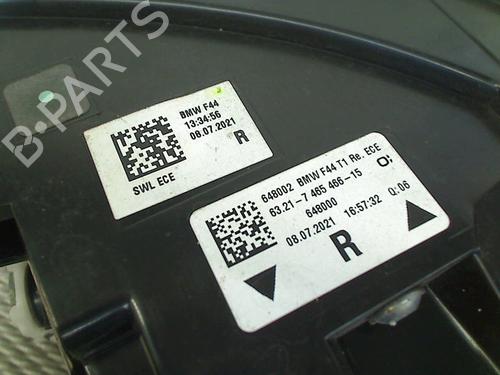 B-PARTS
BMW F44
13:34:56
08.07.2021
R
SWL ECE
648002 BMW F44 T1 Re. ECE
63.21-7 465 486-15 O:
648000
08.07.2021 16:57:32 0:06
R